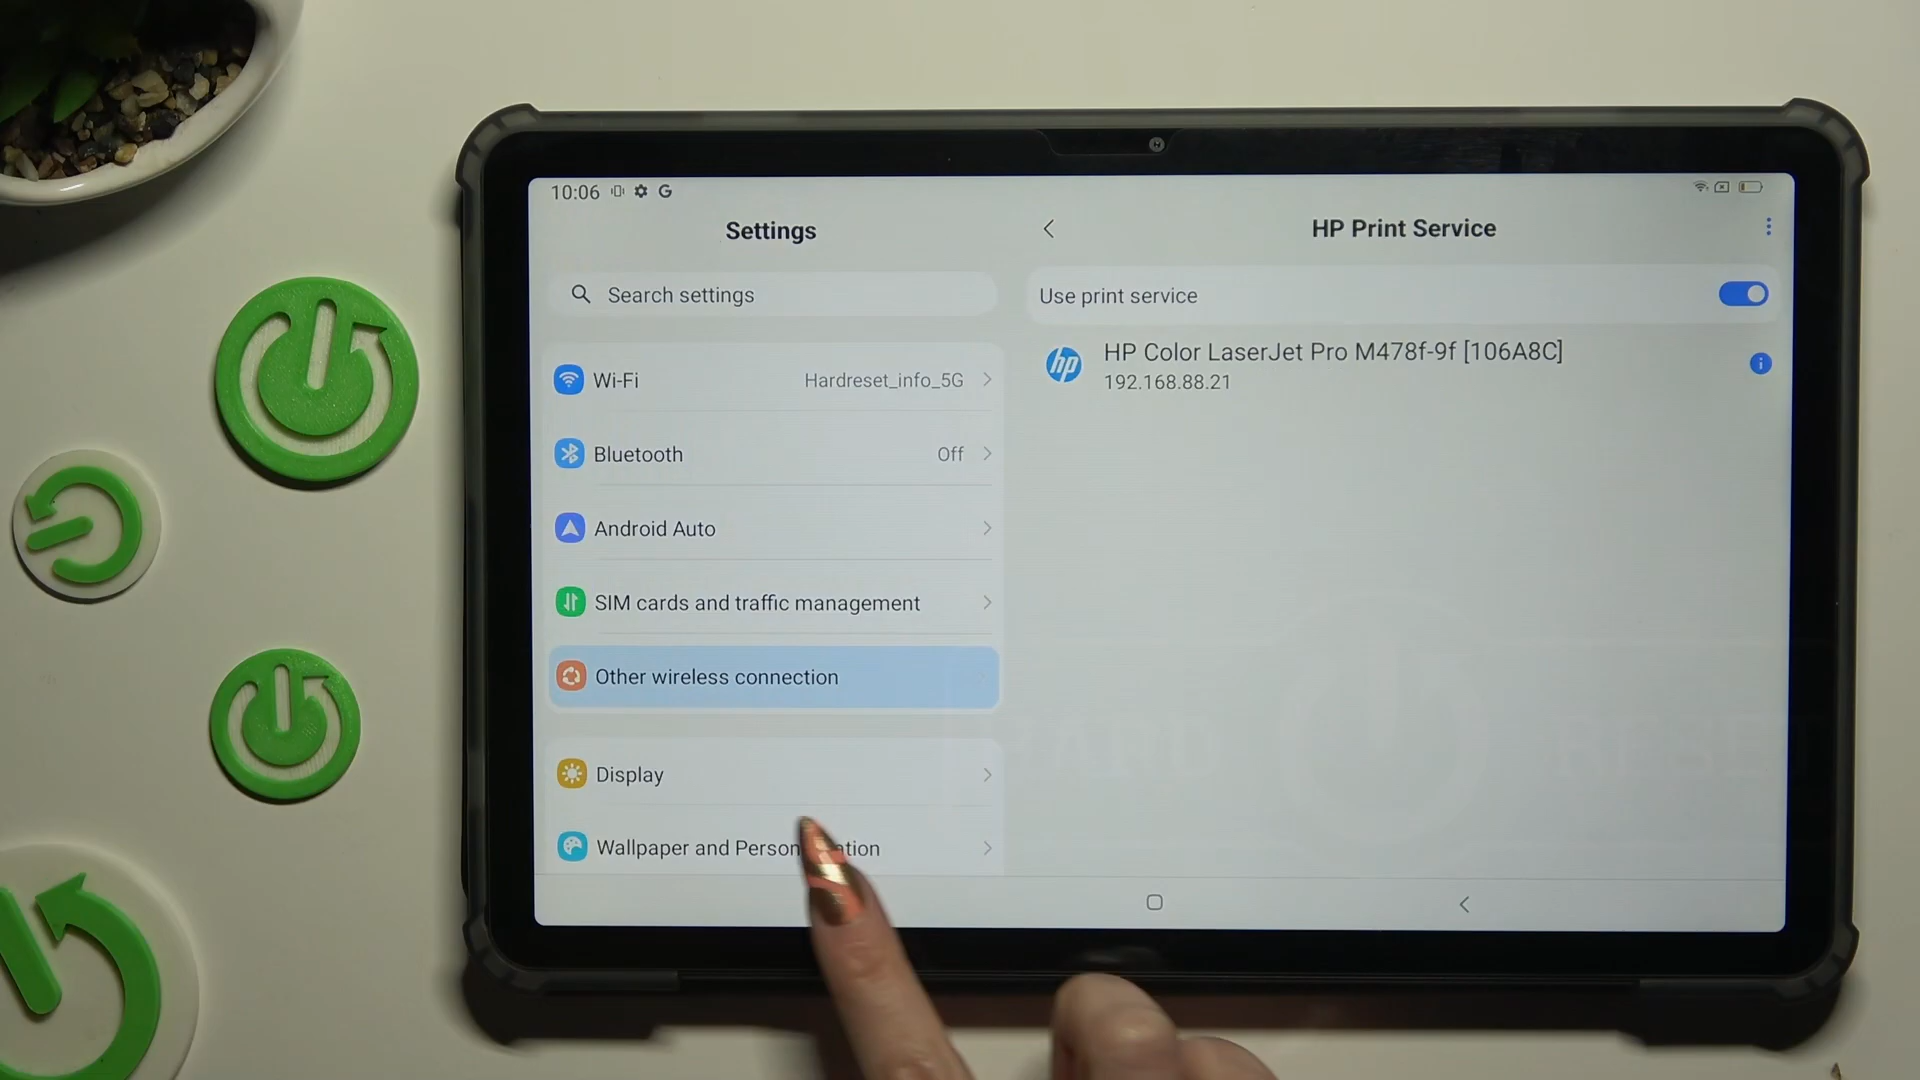 10:06
Settings
HP Print Service
Search settings
Use print service
hp
HP Color LaserJet Pro M478f-9f [106A8C]
192.168.88.21
Wi-Fi
Hardreset_info_5G
Bluetooth
Off
Android Auto
SIM cards and traffic management
Other wireless connection
Display
Wallpaper and